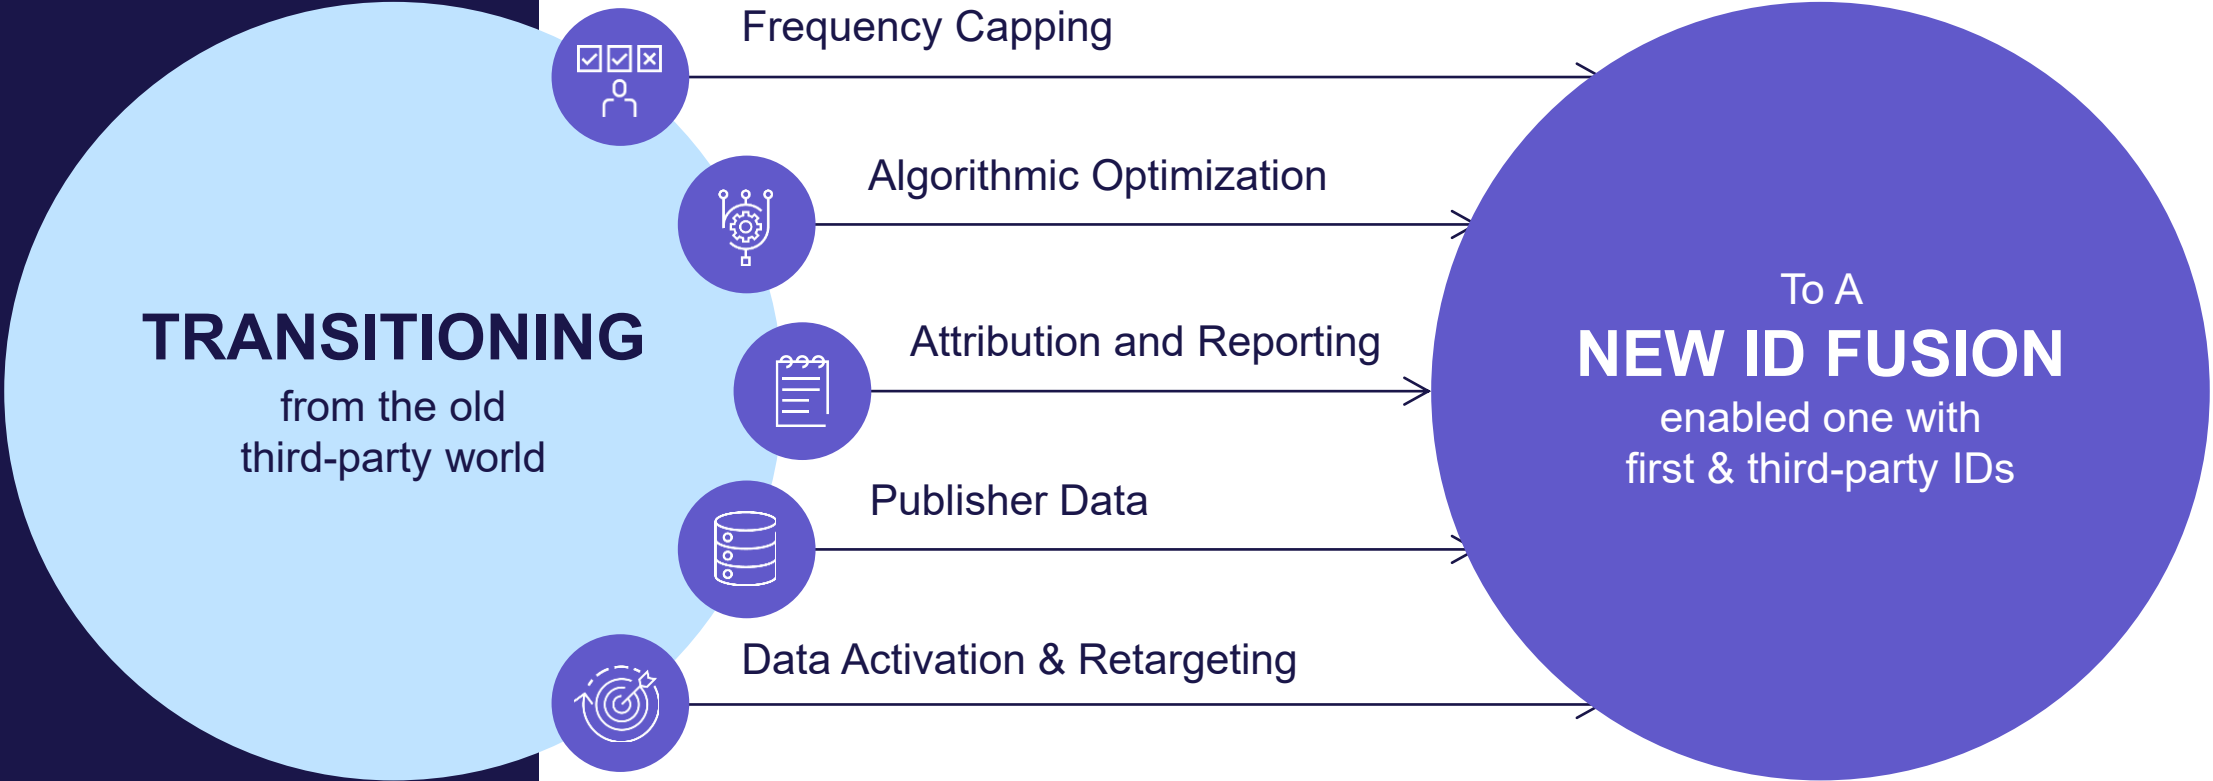 TRANSITIONING
from the old
third-party world
Frequency Capping
Algorithmic Optimization
Attribution and Reporting
Publisher Data
Data Activation & Retargeting
To A
NEW ID FUSION
enabled one with
first & third-party IDs